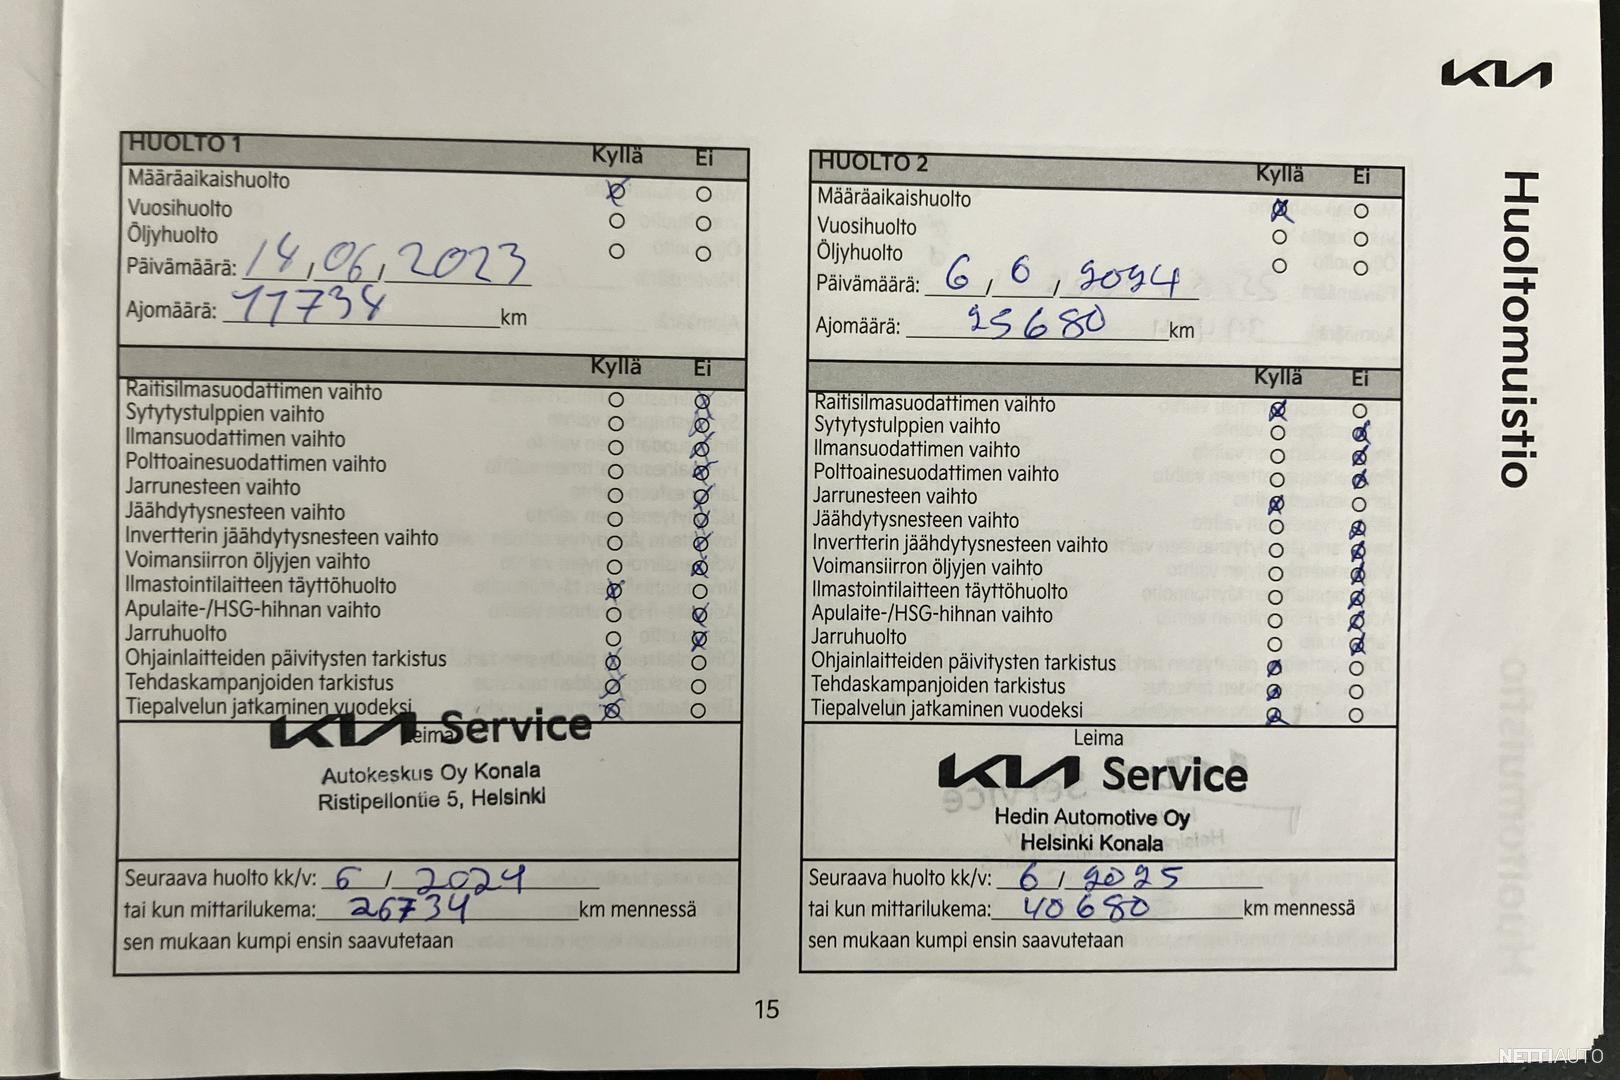 KIA
Huoltomuistio
HUOLTO 1 Kyllä Ei
Määräaikaishuolto
Vuosihuolto
Öljyhuolto
Päivämäärä: 14,06,2023
Ajomäärä: 11734 km
Kyllä Ei
Raitisilmasuodattimen vaihto
Sytytystulppien vaihto
Ilmansuodattimen vaihto
Polttoainesuodattimen vaihto
Jarrunesteen vaihto
Jäähdytysnesteen vaihto
Invertterin jäähdytysnesteen vaihto
Voimansiirron öljyjen vaihto
Ilmastointilaitteen täyttöhuolto
Apulaite-/HSG-hihnan vaihto
Jarruhuolto
Ohjainlaitteiden päivitysten tarkistus
Tehdaskampanjoiden tarkistus
Tiepalvelun jatkaminen vuodeksi
Leima
KIA Service
Autokeskus Oy Konala
Ristipellontie 5, Helsinki
Seuraava huolto kk/v: 6 / 2024
tai kun mittarilukema: 26734 km mennessä
sen mukaan kumpi ensin saavutetaan
HUOLTO 2 Kyllä Ei
Määräaikaishuolto
Vuosihuolto
Öljyhuolto
Päivämäärä: 6, 6, 2024
Ajomäärä: 25680 km
Kyllä Ei
Raitisilmasuodattimen vaihto
Sytytystulppien vaihto
Ilmansuodattimen vaihto
Polttoainesuodattimen vaihto
Jarrunesteen vaihto
Jäähdytysnesteen vaihto
Invertterin jäähdytysnesteen vaihto
Voimansiirron öljyjen vaihto
Ilmastointilaitteen täyttöhuolto
Apulaite-/HSG-hihnan vaihto
Jarruhuolto
Ohjainlaitteiden päivitysten tarkistus
Tehdaskampanjoiden tarkistus
Tiepalvelun jatkaminen vuodeksi
Leima
KIA Service
Hedin Automotive Oy
Helsinki Konala
Seuraava huolto kk/v: 6 / 2025
tai kun mittarilukema: 40680 km mennessä
sen mukaan kumpi ensin saavutetaan
15
NETTIAUTO